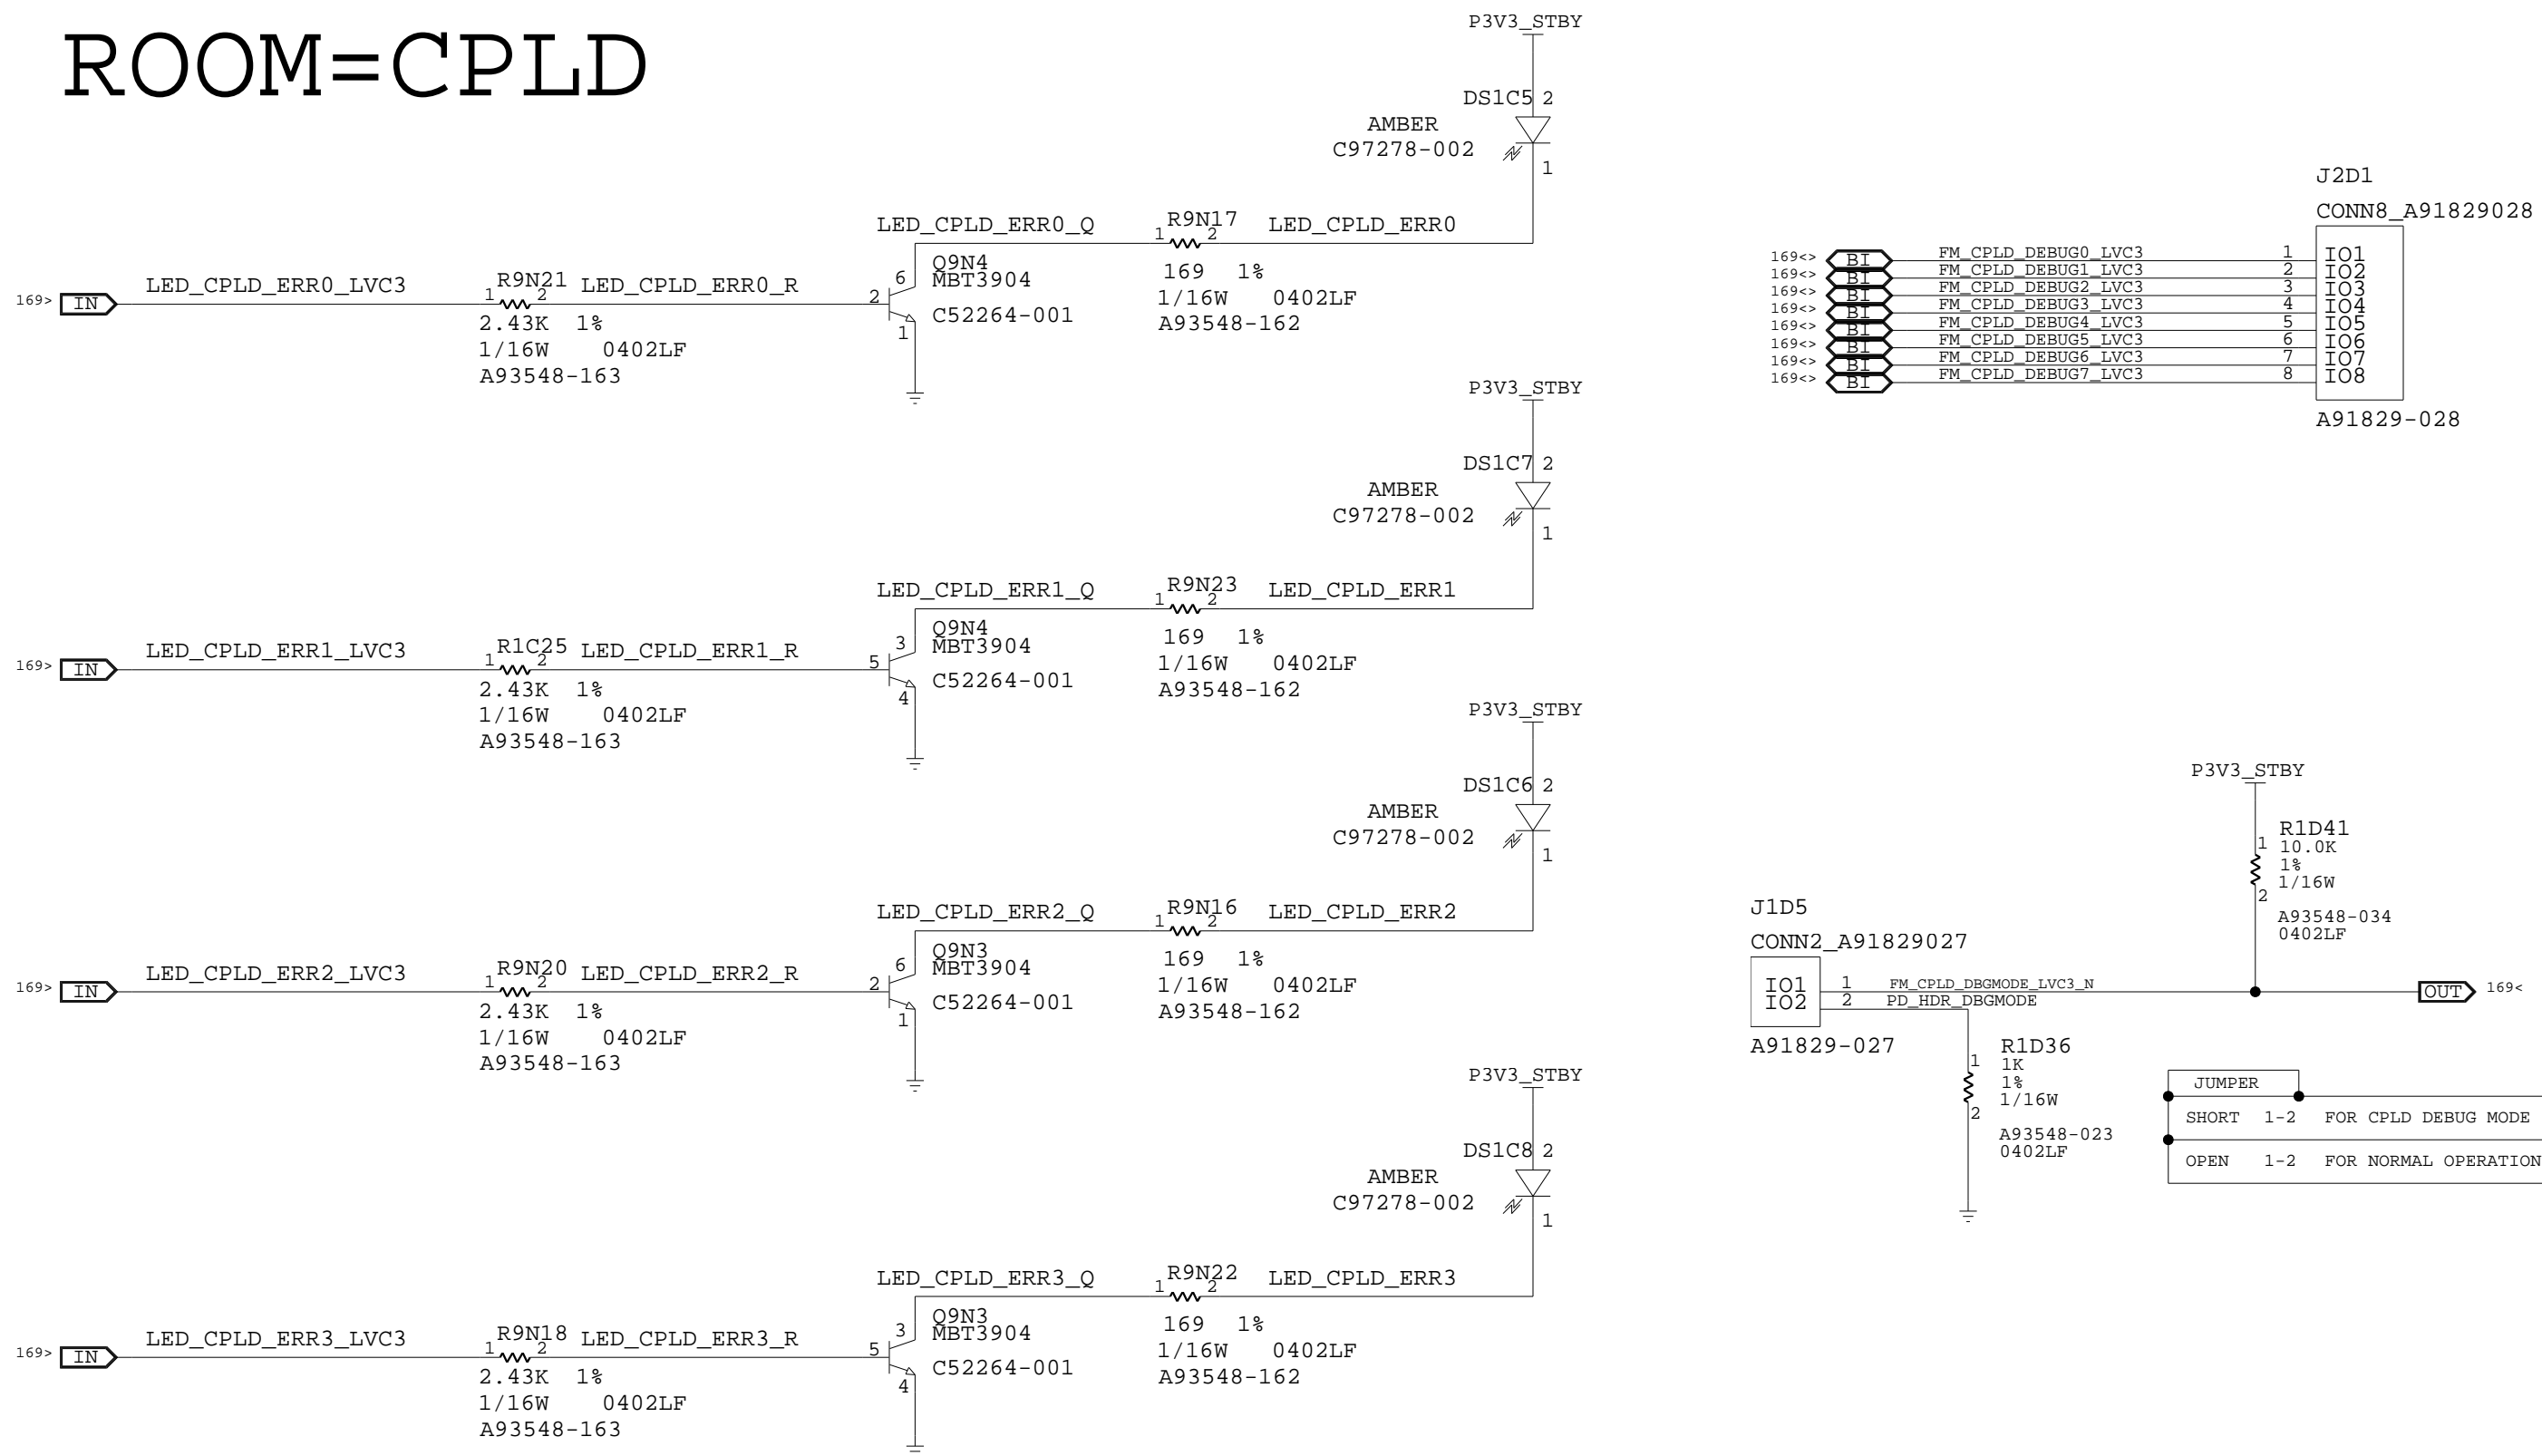 ROOM=CPLD
P3V3_STBY
DS1C5 2
AMBER
C97278-002
1
LED_CPLD_ERR0_Q
R9N17
1 2
LED_CPLD_ERR0
169 1%
1/16W 0402LF
A93548-162
169> IN
LED_CPLD_ERR0_LVC3
R9N21
1 2
LED_CPLD_ERR0_R
2.43K 1%
1/16W 0402LF
A93548-163
6
2
1
Q9N4
MBT3904
C52264-001
P3V3_STBY
DS1C7 2
AMBER
C97278-002
1
LED_CPLD_ERR1_Q
R9N23
1 2
LED_CPLD_ERR1
169 1%
1/16W 0402LF
A93548-162
169> IN
LED_CPLD_ERR1_LVC3
R1C25
1 2
LED_CPLD_ERR1_R
2.43K 1%
1/16W 0402LF
A93548-163
3
5
4
Q9N4
MBT3904
C52264-001
P3V3_STBY
DS1C6 2
AMBER
C97278-002
1
LED_CPLD_ERR2_Q
R9N16
1 2
LED_CPLD_ERR2
169 1%
1/16W 0402LF
A93548-162
169> IN
LED_CPLD_ERR2_LVC3
R9N20
1 2
LED_CPLD_ERR2_R
2.43K 1%
1/16W 0402LF
A93548-163
6
2
1
Q9N3
MBT3904
C52264-001
P3V3_STBY
DS1C8 2
AMBER
C97278-002
1
LED_CPLD_ERR3_Q
R9N22
1 2
LED_CPLD_ERR3
169 1%
1/16W 0402LF
A93548-162
169> IN
LED_CPLD_ERR3_LVC3
R9N18
1 2
LED_CPLD_ERR3_R
2.43K 1%
1/16W 0402LF
A93548-163
3
5
4
Q9N3
MBT3904
C52264-001
J2D1
CONN8_A91829028
169<> BI FM_CPLD_DEBUG0_LVC3 1 IO1
169<> BI FM_CPLD_DEBUG1_LVC3 2 IO2
169<> BI FM_CPLD_DEBUG2_LVC3 3 IO3
169<> BI FM_CPLD_DEBUG3_LVC3 4 IO4
169<> BI FM_CPLD_DEBUG4_LVC3 5 IO5
169<> BI FM_CPLD_DEBUG5_LVC3 6 IO6
169<> BI FM_CPLD_DEBUG6_LVC3 7 IO7
169<> BI FM_CPLD_DEBUG7_LVC3 8 IO8
A91829-028
P3V3_STBY
R1D41
1 10.0K
1%
1/16W
2
A93548-034
0402LF
J1D5
CONN2_A91829027
IO1 1 FM_CPLD_DBGMODE_LVC3_N
OUT 169<
IO2 2 PD_HDR_DBGMODE
A91829-027
R1D36
1 1K
1%
1/16W
2
A93548-023
0402LF
JUMPER
SHORT 1-2 FOR CPLD DEBUG MODE
OPEN 1-2 FOR NORMAL OPERATION